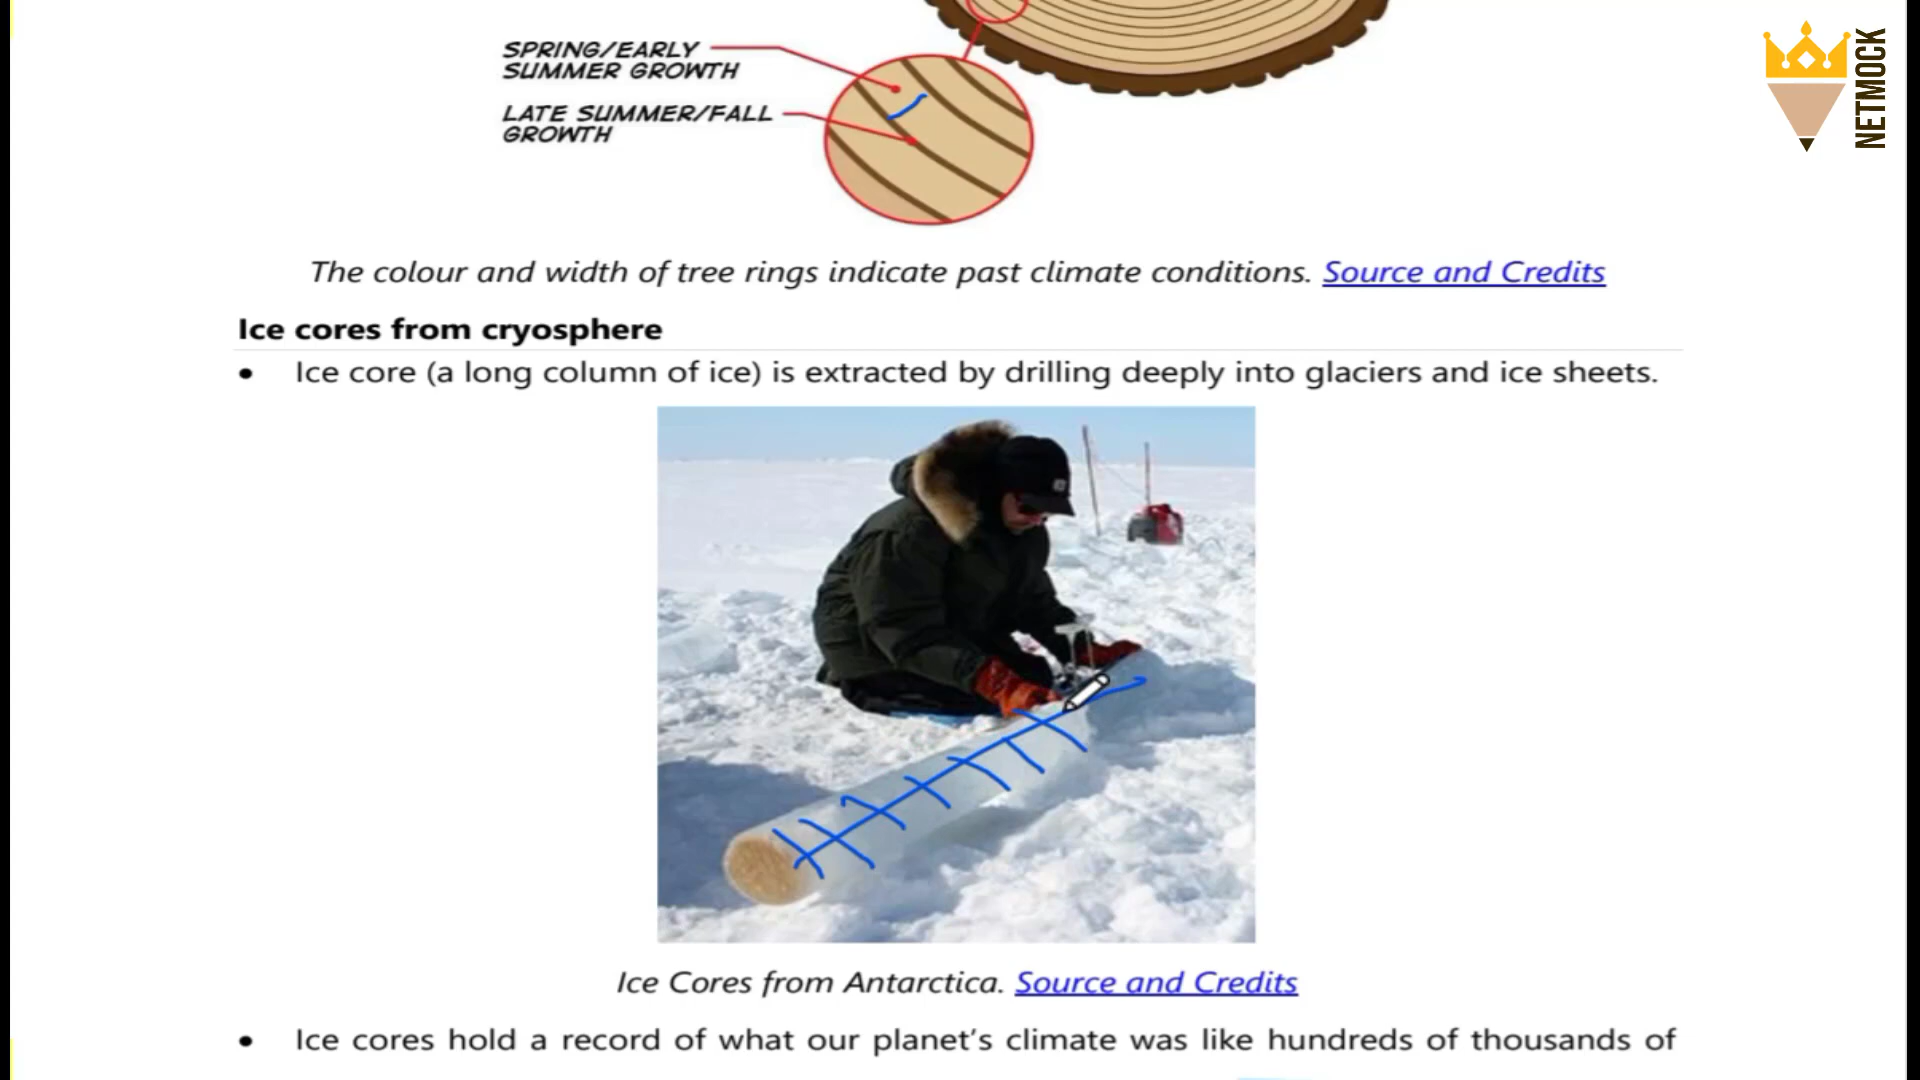 SPRING/EARLY
SUMMER GROWTH
LATE SUMMER/FALL
GROWTH
NETMOCK
The colour and width of tree rings indicate past climate conditions. Source and Credits
Ice cores from cryosphere
• Ice core (a long column of ice) is extracted by drilling deeply into glaciers and ice sheets.
Ice Cores from Antarctica. Source and Credits
• Ice cores hold a record of what our planet’s climate was like hundreds of thousands of